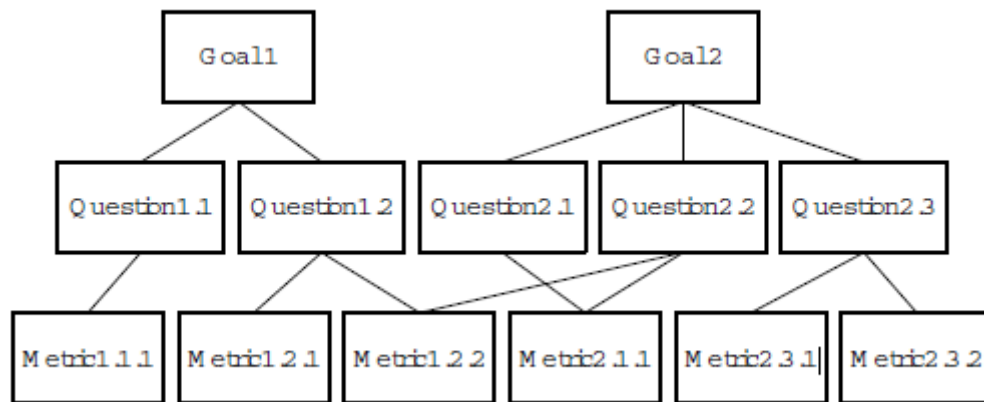 Goal1 Goal2
Question1.1 Question1.2 Question2.1 Question2.2 Question2.3
Metric1.1.1 Metric1.2.1 Metric1.2.2 Metric2.1.1 Metric2.3.1 Metric2.3.2